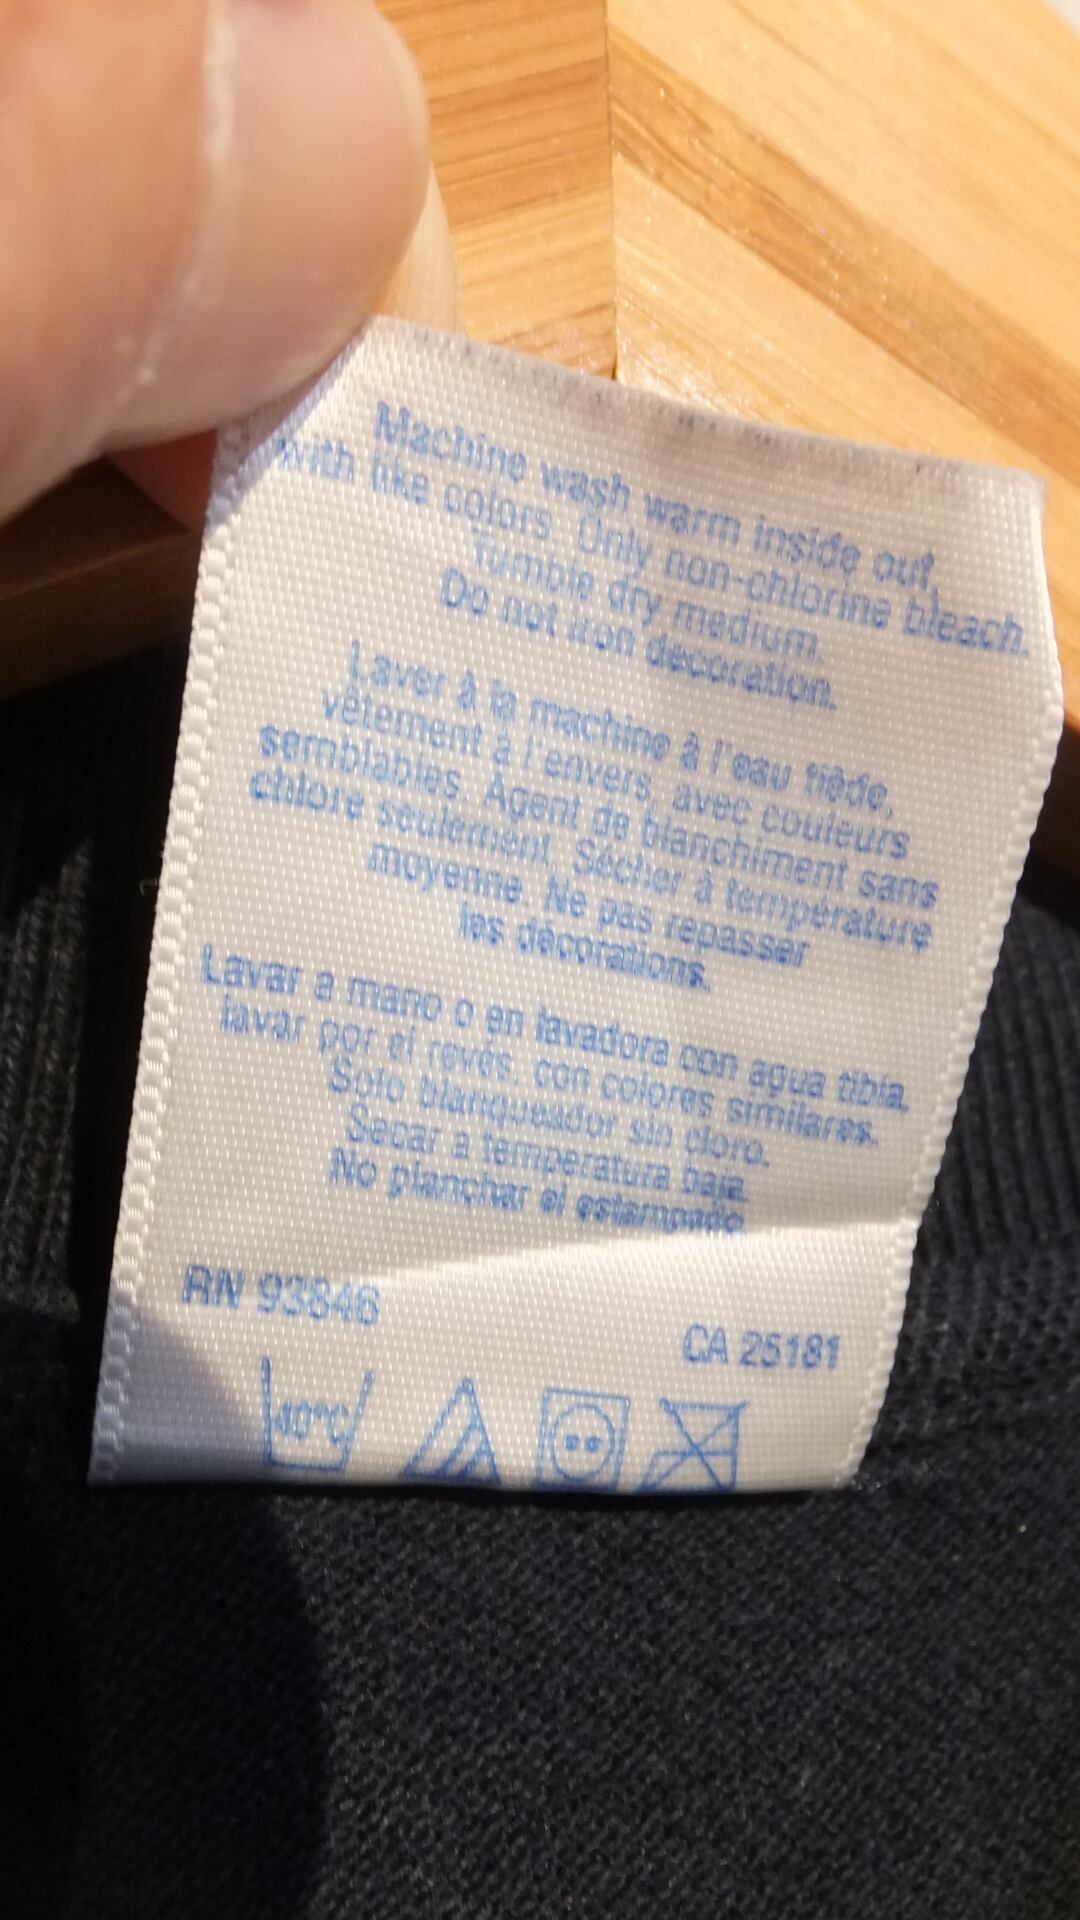 Machine wash warm inside out,
with like colors. Only non-chlorine bleach.
Tumble dry medium.
Do not iron decoration.
Laver à la machine à l'eau tiède,
vêtement à l'envers, avec couleurs
semblables. Agent de blanchiment sans
chlore seulement. Sécher à température
moyenne. Ne pas repasser
les décorations.
Lavar a mano o en lavadora con agua tibia,
lavar por el revés, con colores similares.
Solo blanqueador sin cloro.
Secar a temperatura baja.
No planchar el estampado
RN 93846
CA 25181
40°C